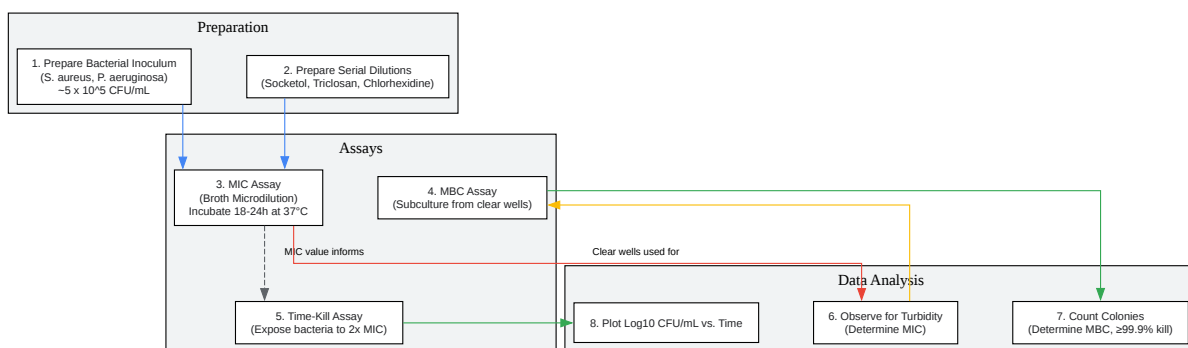 Preparation
1. Prepare Bacterial Inoculum
(S. aureus, P. aeruginosa)
~5 x 10^5 CFU/mL
2. Prepare Serial Dilutions
(Socketol, Triclosan, Chlorhexidine)
Assays
3. MIC Assay
(Broth Microdilution)
Incubate 18-24h at 37°C
4. MBC Assay
(Subculture from clear wells)
MIC value informs
Clear wells used for
Data Analysis
5. Time-Kill Assay
(Expose bacteria to 2x MIC)
8. Plot Log10 CFU/mL vs. Time
6. Observe for Turbidity
(Determine MIC)
7. Count Colonies
(Determine MBC, ≥99.9% kill)